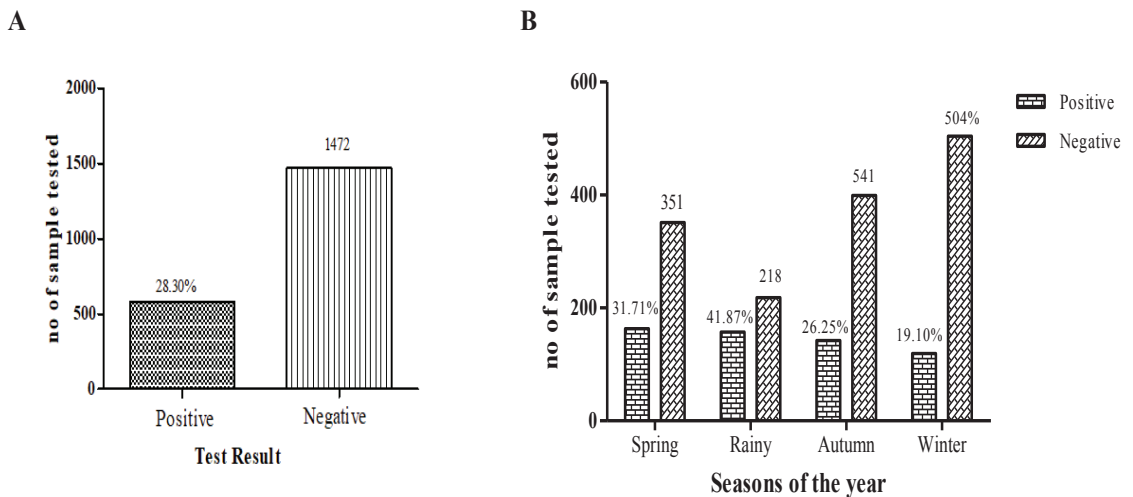 A
no of sample tested
2000
1500
1000
500
0
28.30%
1472
Positive
Negative
Test Result
B
no of sample tested
600
400
200
0
31.71%
351
41.87%
218
26.25%
541
19.10%
504%
Spring
Rainy
Autumn
Winter
Seasons of the year
Positive
Negative